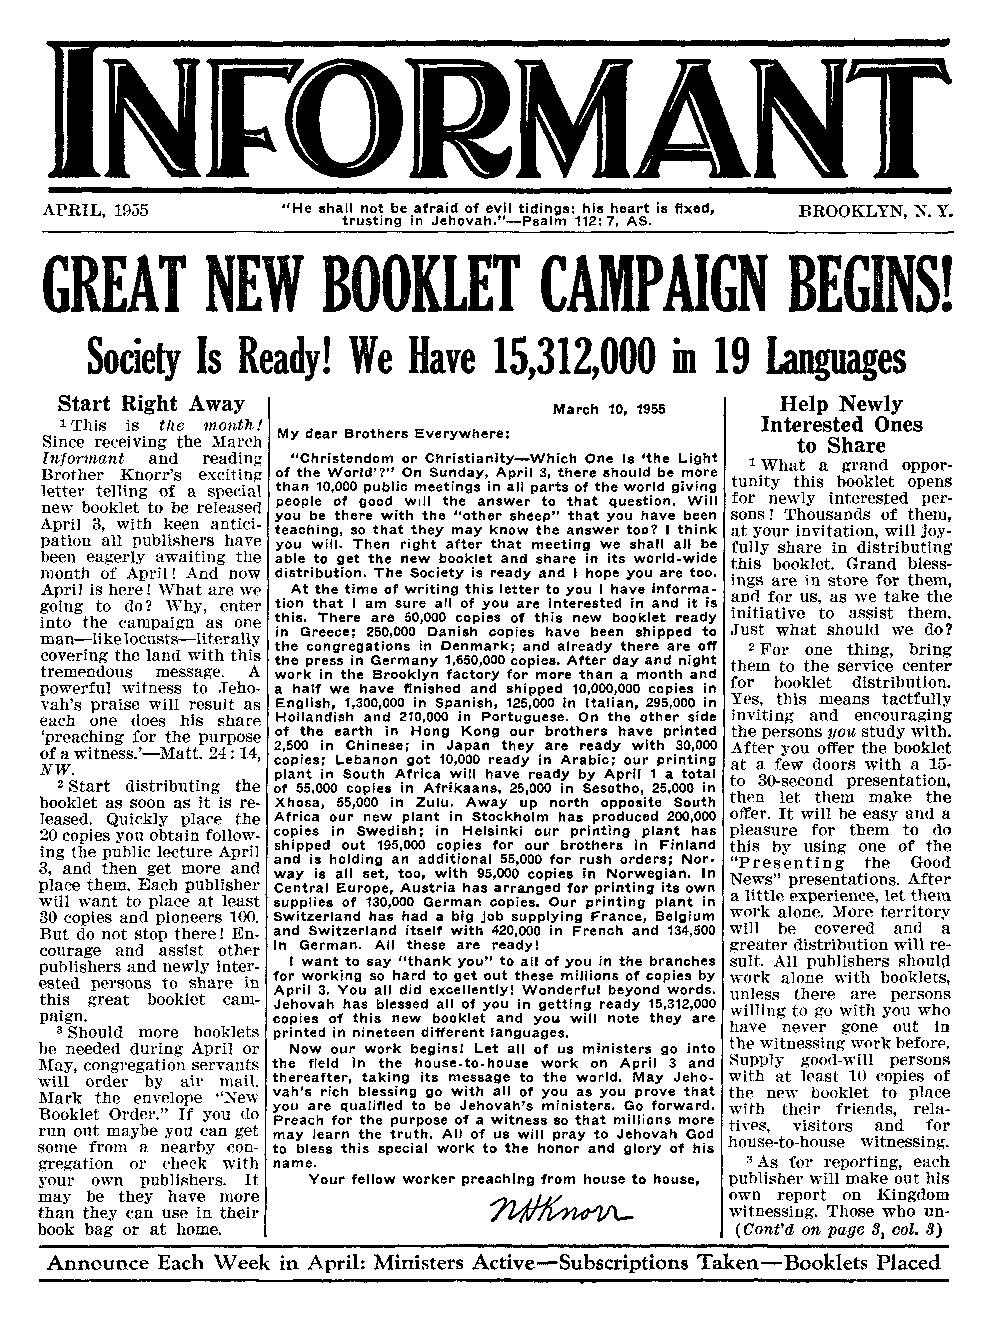 INFORMANT
APRIL, 1955
"He shall not be afraid of evil tidings: his heart is fixed,
trusting in Jehovah."—Psalm 112:7, AS.
BROOKLYN, N. Y.
GREAT NEW BOOKLET CAMPAIGN BEGINS!
Society Is Ready! We Have 15,312,000 in 19 Languages
Start Right Away
1 This is the month!
Since receiving the March
Informant and reading
Brother Knorr's exciting
letter telling of a special
new booklet to be released
April 3, with keen antici-
pation all publishers have
been eagerly awaiting the
month of April! And now
April is here! What are we
going to do? Why, enter
into the campaign as one
man—like locusts—literally
covering the land with this
tremendous message. A
powerful witness to Jeho-
vah's praise will result as
each one does his share
'preaching for the purpose
of a witness.'—Matt. 24:14,
NW.
2 Start distributing the
booklet as soon as it is re-
leased. Quickly place the
20 copies you obtain follow-
ing the public lecture April
3, and then get more and
place them. Each publisher
will want to place at least
30 copies and pioneers 100.
But do not stop there! En-
courage and assist other
publishers and newly inter-
ested persons to share in
this great booklet cam-
paign.
3 Should more booklets
be needed during April or
May, congregation servants
will order by air mail.
Mark the envelope "New
Booklet Order." If you do
run out maybe you can get
some from a nearby con-
gregation or check with
your own publishers. It
may be they have more
than they can use in their
book bag or at home.
March 10, 1955
My dear Brothers Everywhere:
"Christendom or Christianity—Which One Is 'the Light
of the World'?" On Sunday, April 3, there should be more
than 10,000 public meetings in all parts of the world giving
people of good will the answer to that question. Will
you be there with the "other sheep" that you have been
teaching, so that they may know the answer too? I think
you will. Then right after that meeting we shall all be
able to get the new booklet and share in its world-wide
distribution. The Society is ready and I hope you are too.
At the time of writing this letter to you I have informa-
tion that I am sure all of you are interested in and it is
this. There are 50,000 copies of this new booklet ready
in Greece; 250,000 Danish copies have been shipped to
the congregations in Denmark; and already there are off
the press in Germany 1,650,000 copies. After day and night
work in the Brooklyn factory for more than a month and
a half we have finished and shipped 10,000,000 copies in
English, 1,300,000 in Spanish, 125,000 in Italian, 295,000 in
Hollandish and 210,000 in Portuguese. On the other side
of the earth in Hong Kong our brothers have printed
2,500 in Chinese; in Japan they are ready with 30,000
copies; Lebanon got 10,000 ready in Arabic; our printing
plant in South Africa will have ready by April 1 a total
of 55,000 copies in Afrikaans, 25,000 in Sesotho, 25,000 in
Xhosa, 55,000 in Zulu. Away up north opposite South
Africa our new plant in Stockholm has produced 200,000
copies in Swedish; in Helsinki our printing plant has
shipped out 195,000 copies for our brothers in Finland
and is holding an additional 55,000 for rush orders; Nor-
way is all set, too, with 95,000 copies in Norwegian. In
Central Europe, Austria has arranged for printing its own
supplies of 130,000 German copies. Our printing plant in
Switzerland has had a big job supplying France, Belgium
and Switzerland itself with 420,000 in French and 134,500
in German. All these are ready!
I want to say "thank you" to all of you in the branches
for working so hard to get out these millions of copies by
April 3. You all did excellently! Wonderful beyond words.
Jehovah has blessed all of you in getting ready 15,312,000
copies of this new booklet and you will note they are
printed in nineteen different languages.
Now our work begins! Let all of us ministers go into
the field in the house-to-house work on April 3 and
thereafter, taking its message to the world. May Jeho-
vah's rich blessing go with all of you as you prove that
you are qualified to be Jehovah's ministers. Go forward.
Preach for the purpose of a witness so that millions more
may learn the truth. All of us will pray to Jehovah God
to bless this special work to the honor and glory of his
name.
Your fellow worker preaching from house to house,
N H Knorr
Help Newly
Interested Ones
to Share
1 What a grand oppor-
tunity this booklet opens
for newly interested per-
sons! Thousands of them,
at your invitation, will joy-
fully share in distributing
this booklet. Grand bless-
ings are in store for them,
and for us, as we take the
initiative to assist them.
Just what should we do?
2 For one thing, bring
them to the service center
for booklet distribution.
Yes, this means tactfully
inviting and encouraging
the persons you study with.
After you offer the booklet
at a few doors with a 15-
to 30-second presentation,
then let them make the
offer. It will be easy and a
pleasure for them to do
this by using one of the
"Presenting the Good
News" presentations. After
a little experience, let them
work alone. More territory
will be covered and a
greater distribution will re-
sult. All publishers should
work alone with booklets,
unless there are persons
willing to go with you who
have never gone out in
the witnessing work before.
Supply good-will persons
with at least 10 copies of
the new booklet to place
with their friends, rela-
tives, visitors and for
house-to-house witnessing.
3 As for reporting, each
publisher will make out his
own report on Kingdom
witnessing. Those who un-
(Cont'd on page 3, col. 3)
Announce Each Week in April: Ministers Active—Subscriptions Taken—Booklets Placed